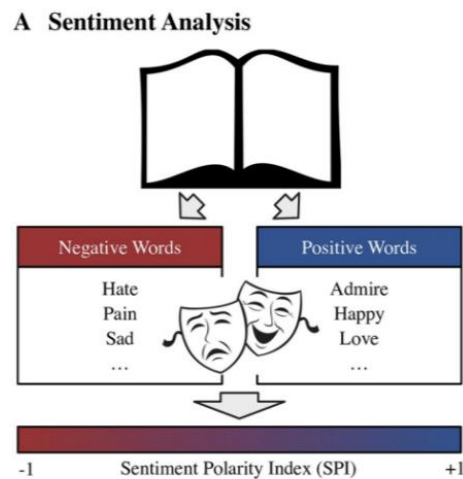 A Sentiment Analysis
Negative Words
Hate
Pain
Sad
...
Positive Words
Admire
Happy
Love
...
-1 Sentiment Polarity Index (SPI) +1